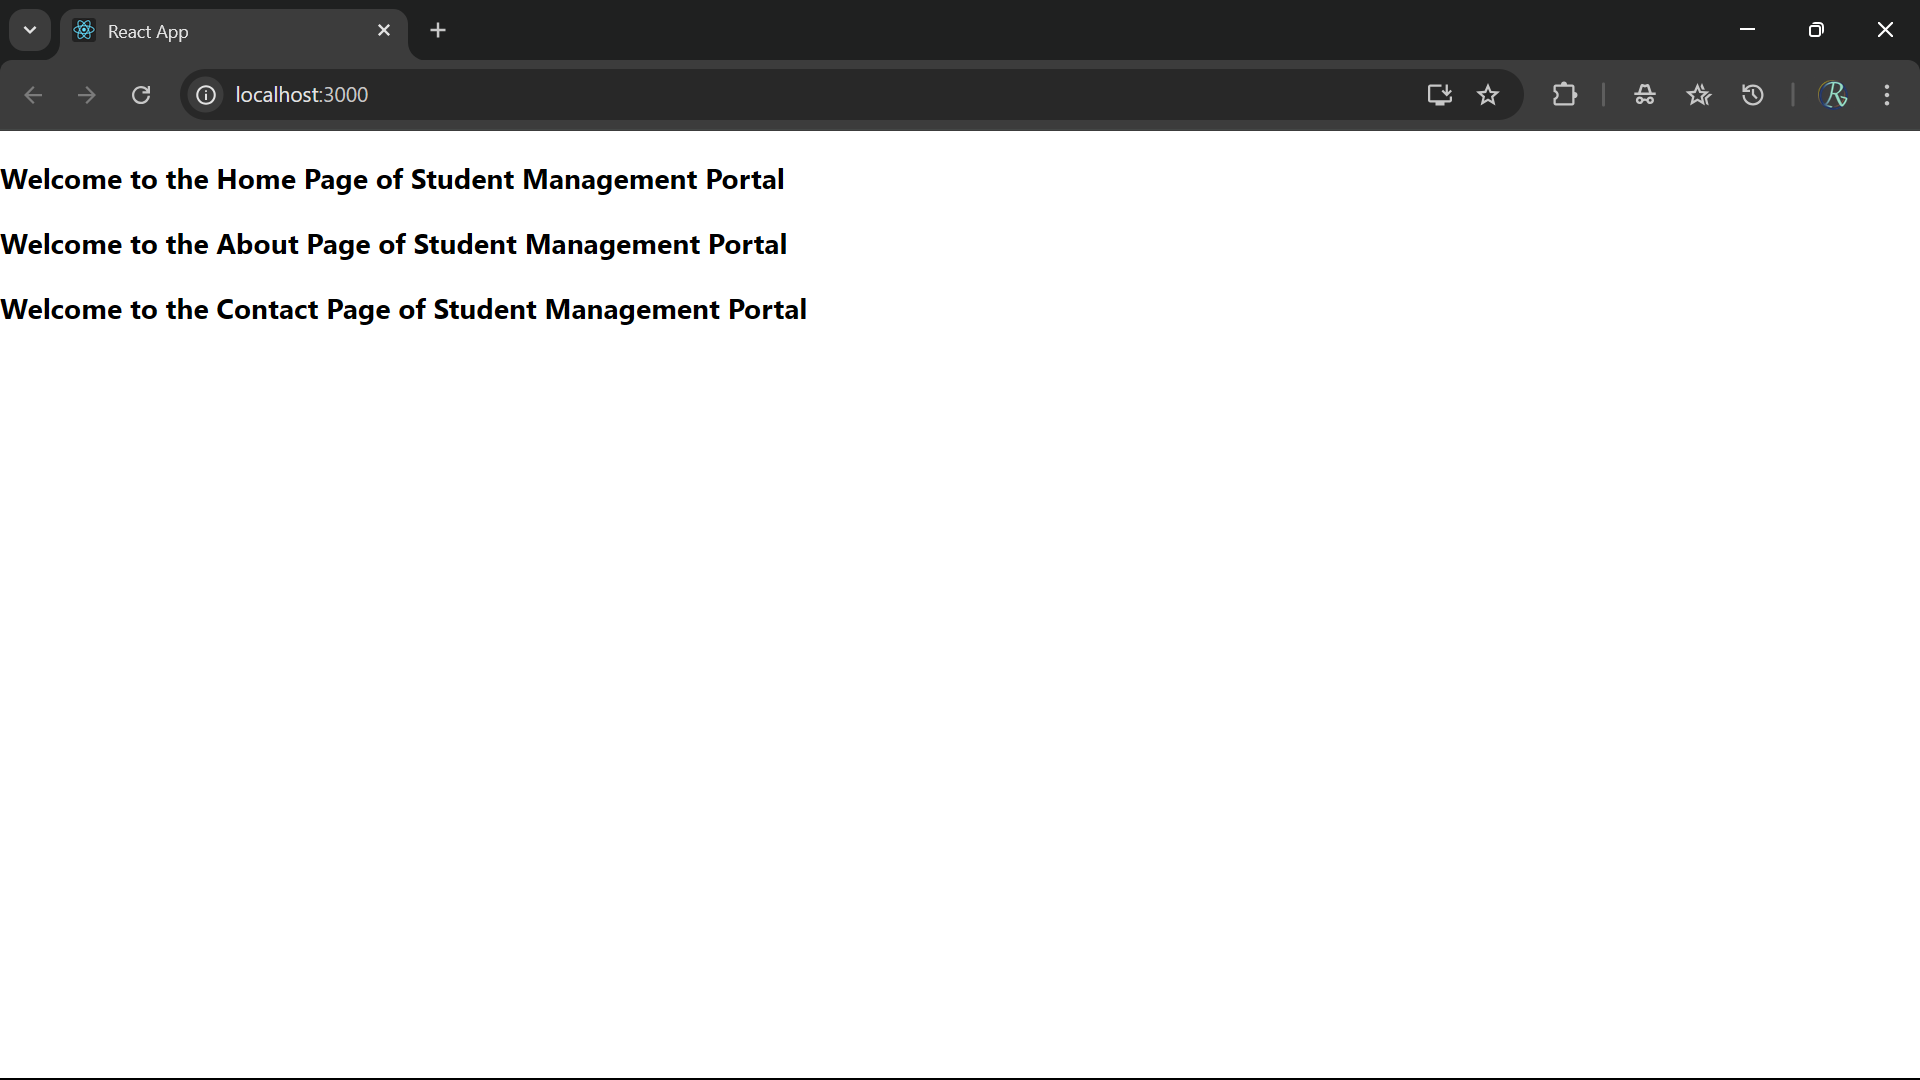 React App
localhost:3000
Welcome to the Home Page of Student Management Portal
Welcome to the About Page of Student Management Portal
Welcome to the Contact Page of Student Management Portal